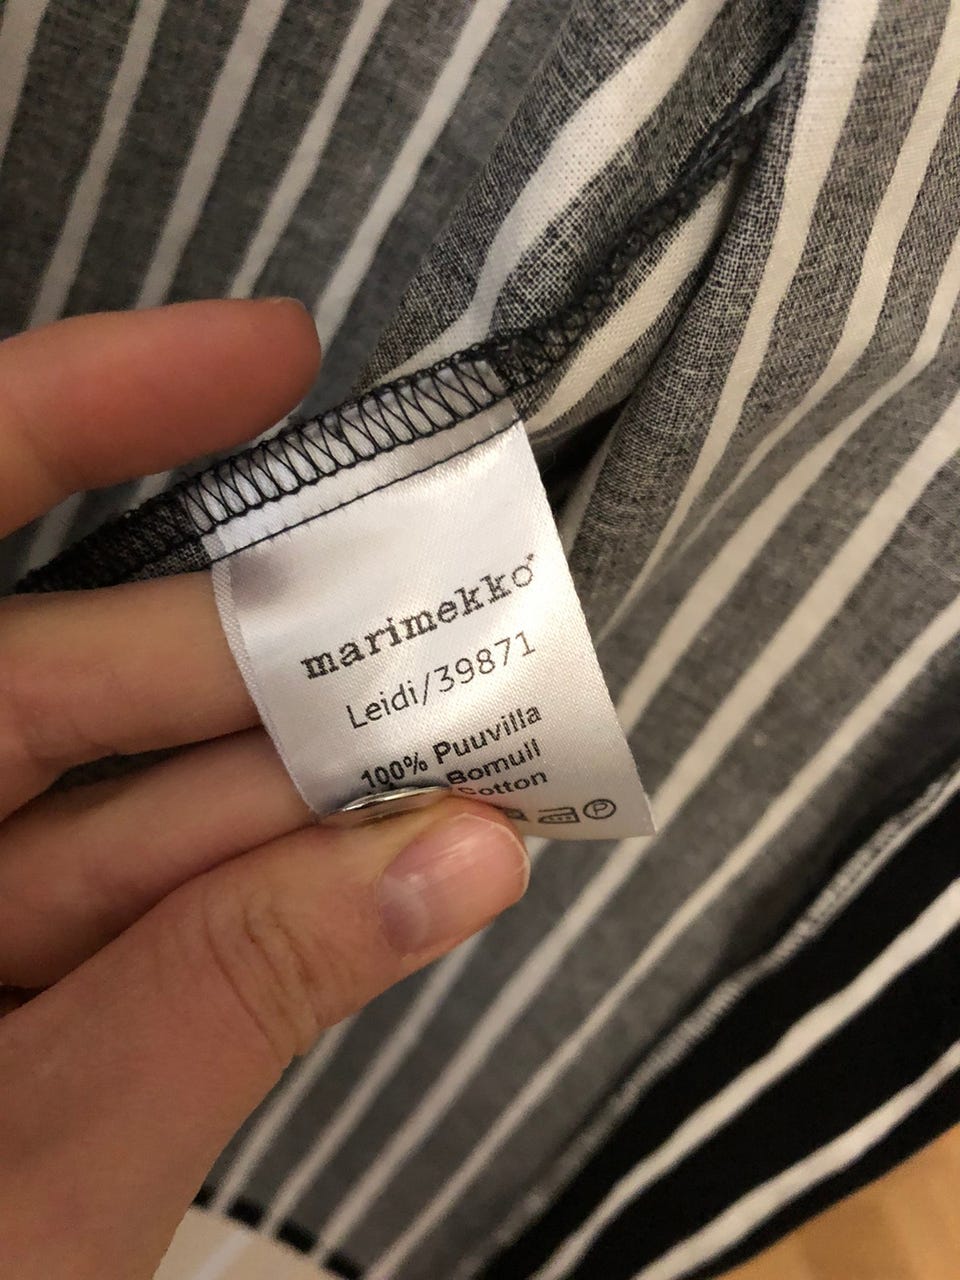 marimekko
Leidi/39871
100% Puuvilla
Bomull
Cotton
P